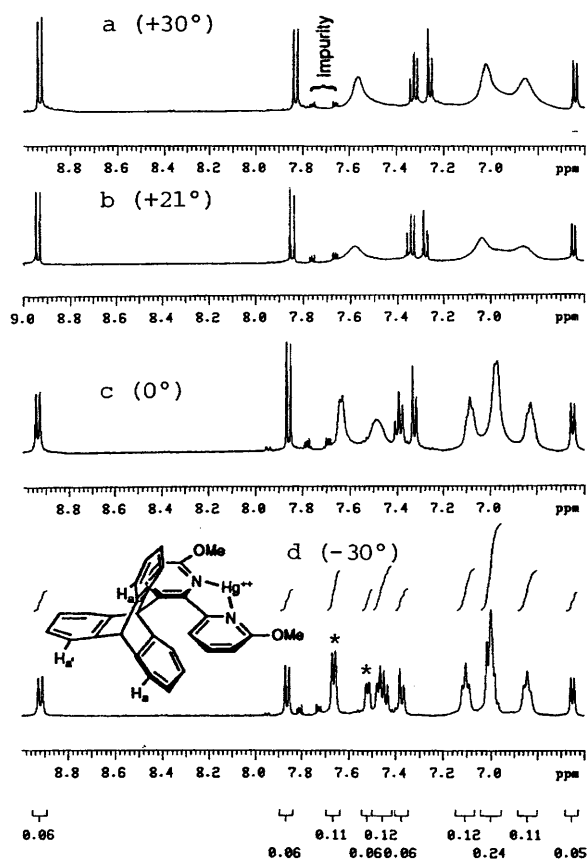 a (+30°)
Impurity
8.8 8.6 8.4 8.2 8.0 7.8 7.6 7.4 7.2 7.0 ppm
b (+21°)
9.0 8.8 8.6 8.4 8.2 8.0 7.8 7.6 7.4 7.2 7.0 ppm
c (0°)
8.8 8.6 8.4 8.2 8.0 7.8 7.6 7.4 7.2 7.0 ppm
d (-30°)
OMe
Ha
N
Hg++
N
OMe
Ha'
Ha
* *
8.8 8.6 8.4 8.2 8.0 7.8 7.6 7.4 7.2 7.0 ppm
0.06 0.11 0.12 0.12 0.11
0.06 0.06 0.06 0.24 0.05